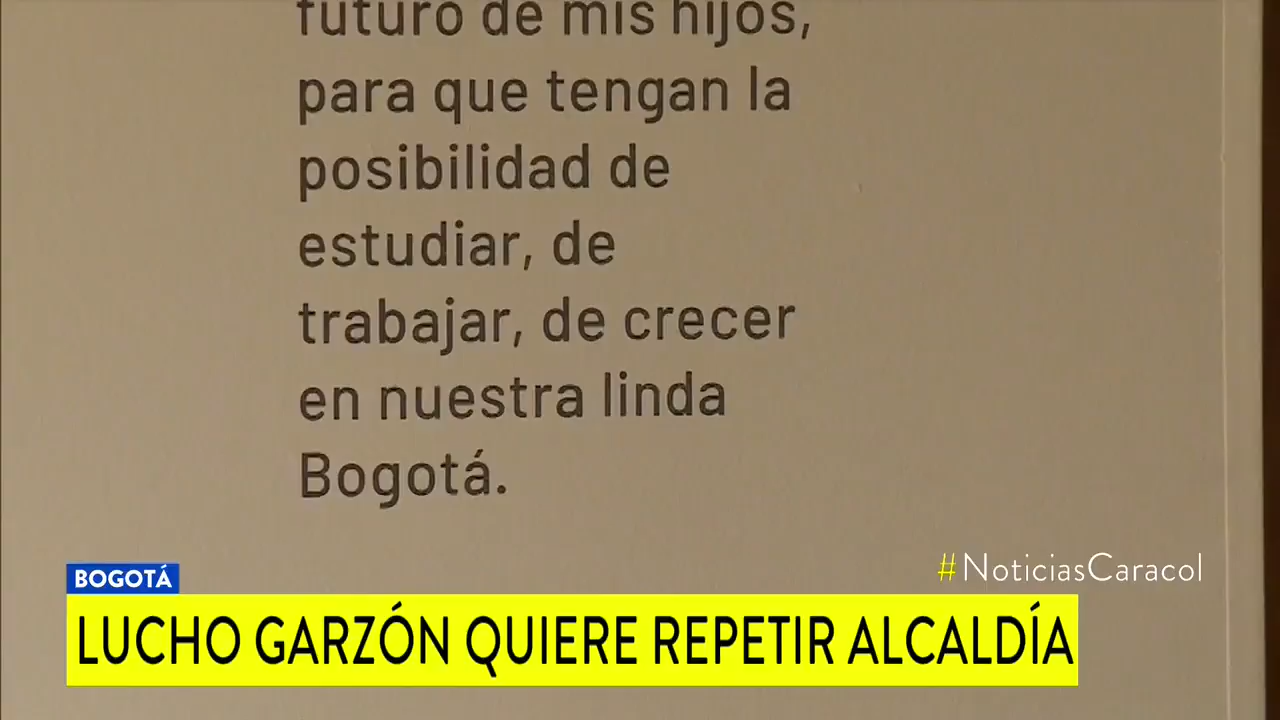 futuro de mis hijos,
para que tengan la
posibilidad de
estudiar, de
trabajar, de crecer
en nuestra linda
Bogotá.
#NoticiasCaracol
BOGOTÁ
LUCHO GARZÓN QUIERE REPETIR ALCALDÍA